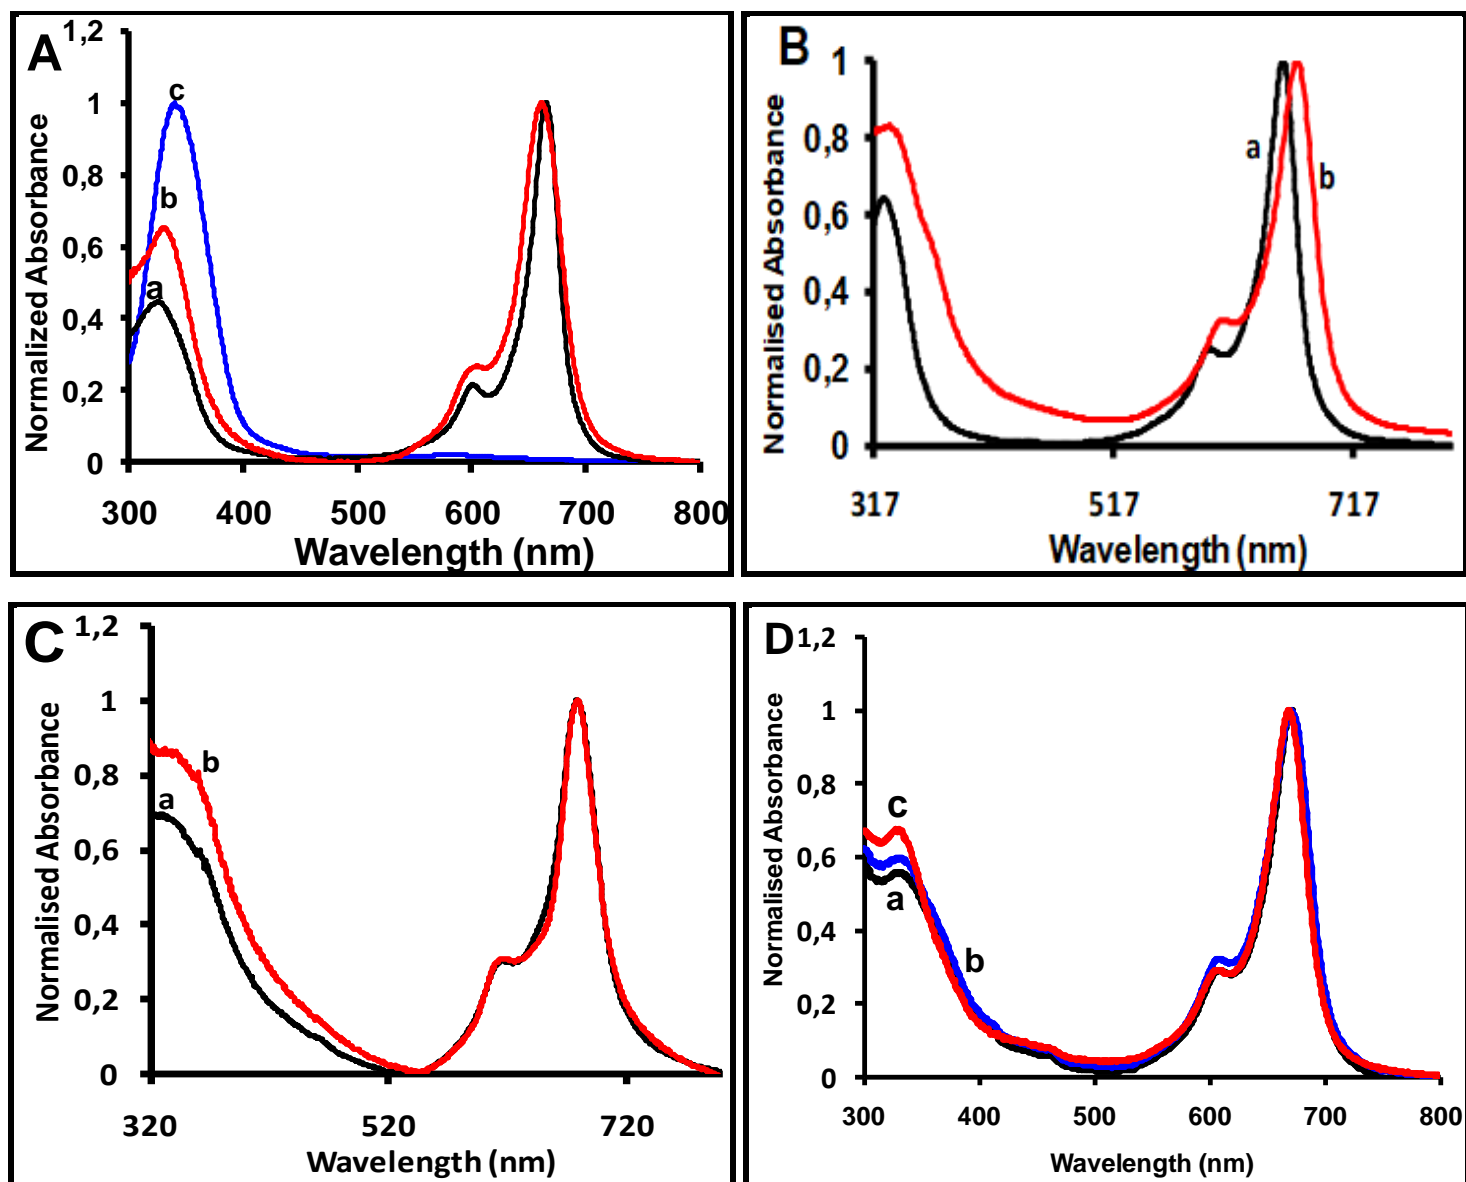 A
1,2
1
0,8
0,6
0,4
0,2
0
c
b
a
300 400 500 600 700 800
Wavelength (nm)
Normalized Absorbance
B
1
0,8
0,6
0,4
0,2
0
a
b
317 517 717
Wavelength (nm)
Normalised Absorbance
C
1,2
1
0,8
0,6
0,4
0,2
0
b
a
320 520 720
Wavelength (nm)
Normalised Absorbance
D
1,2
1
0,8
0,6
0,4
0,2
0
c
a
b
300 400 500 600 700 800
Wavelength (nm)
Normalised Absorbance